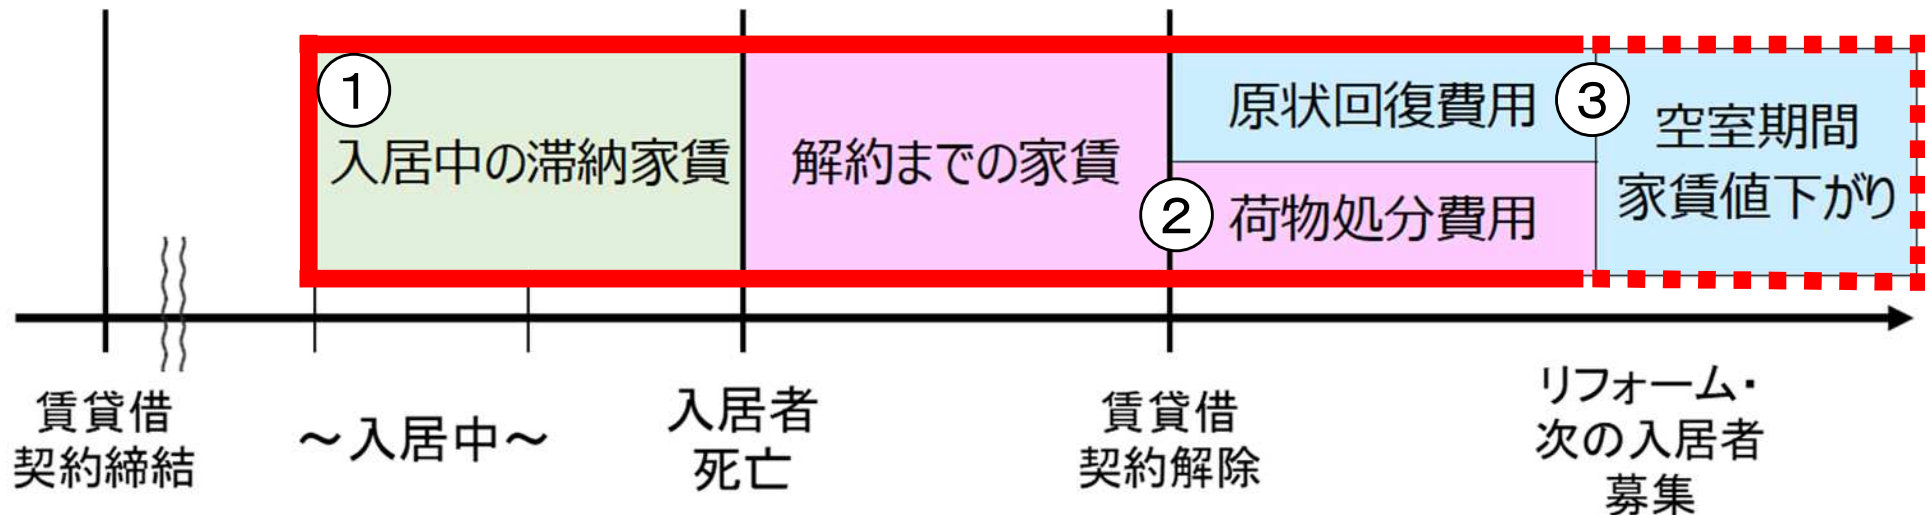 ①
入居中の滞納家賃
解約までの家賃
原状回復費用
②
荷物処分費用
③
空室期間
家賃値下がり
賃貸借
契約締結
～入居中～
入居者
死亡
賃貸借
契約解除
リフォーム・
次の入居者
募集